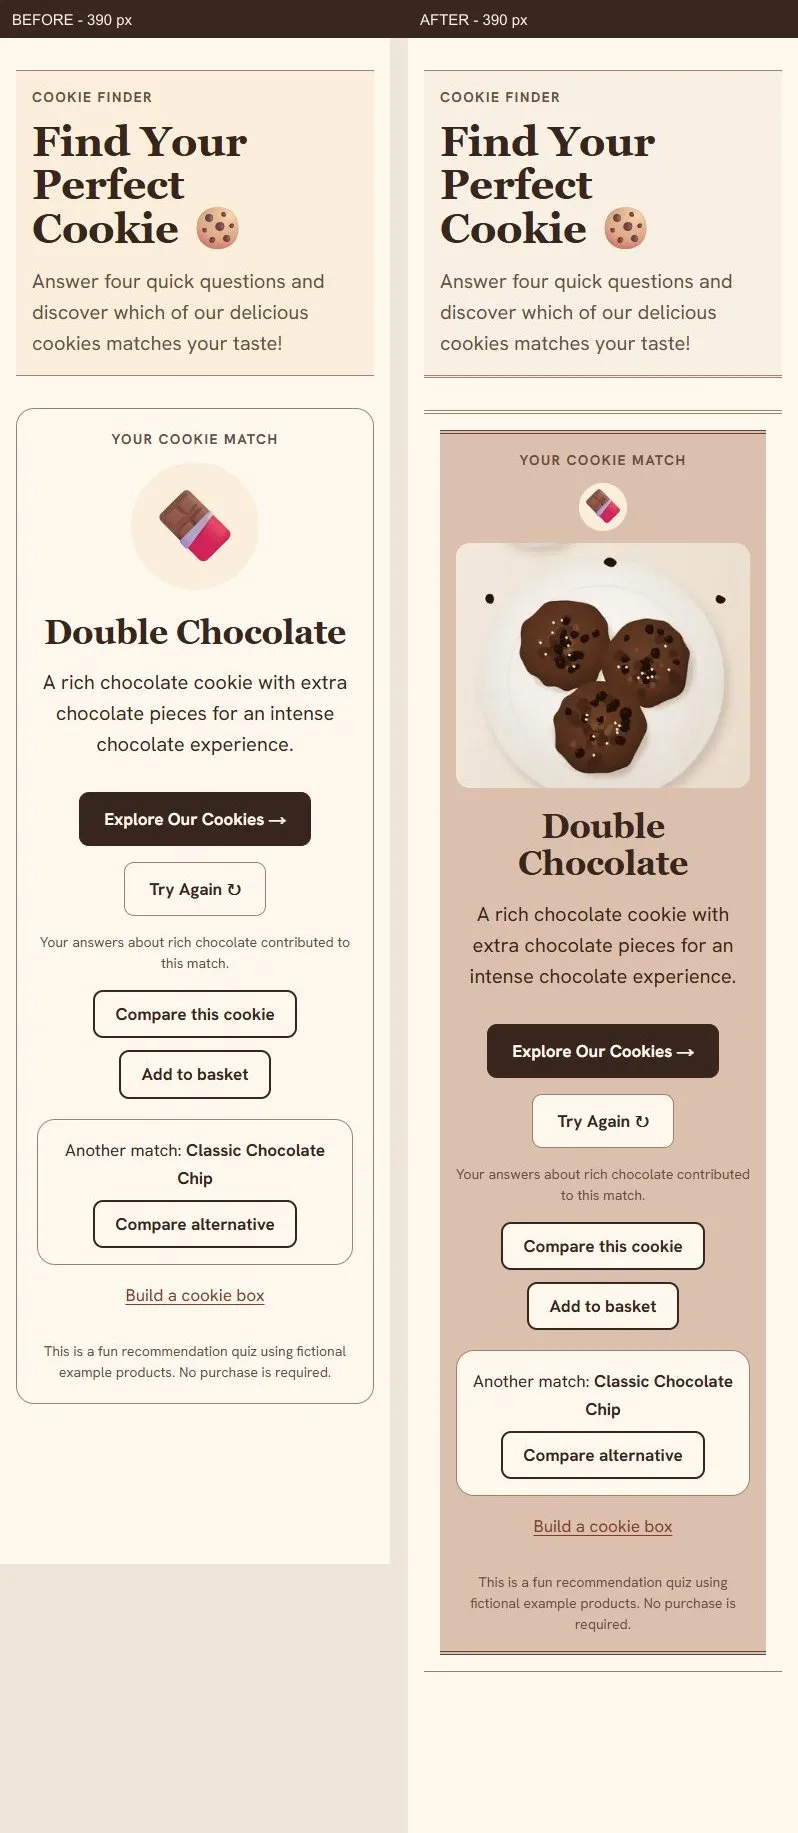 BEFORE - 390 px
COOKIE FINDER
Find Your
Perfect
Cookie 🍪
Answer four quick questions and
discover which of our delicious
cookies matches your taste!
YOUR COOKIE MATCH
Double Chocolate
A rich chocolate cookie with extra
chocolate pieces for an intense
chocolate experience.
Explore Our Cookies →
Try Again ↻
Your answers about rich chocolate contributed to
this match.
Compare this cookie
Add to basket
Another match: Classic Chocolate
Chip
Compare alternative
Build a cookie box
This is a fun recommendation quiz using fictional
example products. No purchase is required.
AFTER - 390 px
COOKIE FINDER
Find Your
Perfect
Cookie 🍪
Answer four quick questions and
discover which of our delicious
cookies matches your taste!
YOUR COOKIE MATCH
Double
Chocolate
A rich chocolate cookie with
extra chocolate pieces for an
intense chocolate experience.
Explore Our Cookies →
Try Again ↻
Your answers about rich chocolate contributed
to this match.
Compare this cookie
Add to basket
Another match: Classic Chocolate
Chip
Compare alternative
Build a cookie box
This is a fun recommendation quiz using
fictional example products. No purchase is
required.